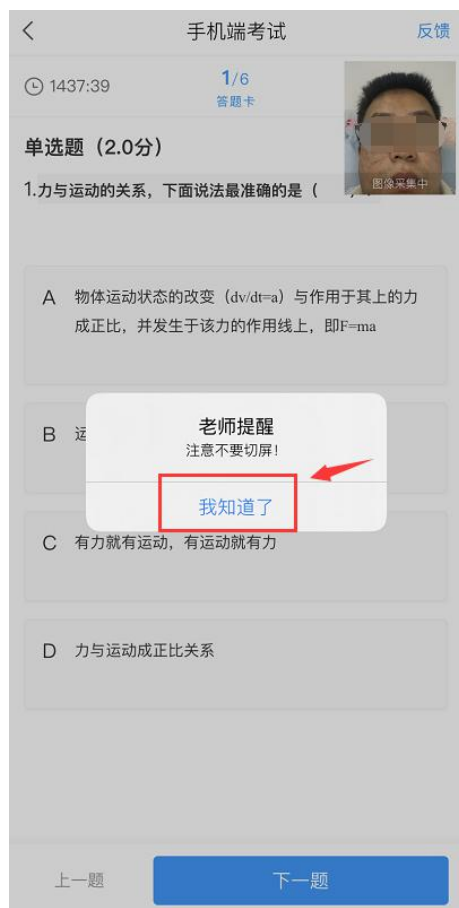 手机端考试
反馈
1437:39
1/6
答题卡
单选题（2.0分）
图像采集中
1.力与运动的关系，下面说法最准确的是（
A 物体运动状态的改变（dv/dt=a）与作用于其上的力
成正比，并发生于该力的作用线上，即F=ma
老师提醒
注意不要切屏！
B
我知道了
C 有力就有运动，有运动就有力
D 力与运动成正比关系
上一题
下一题